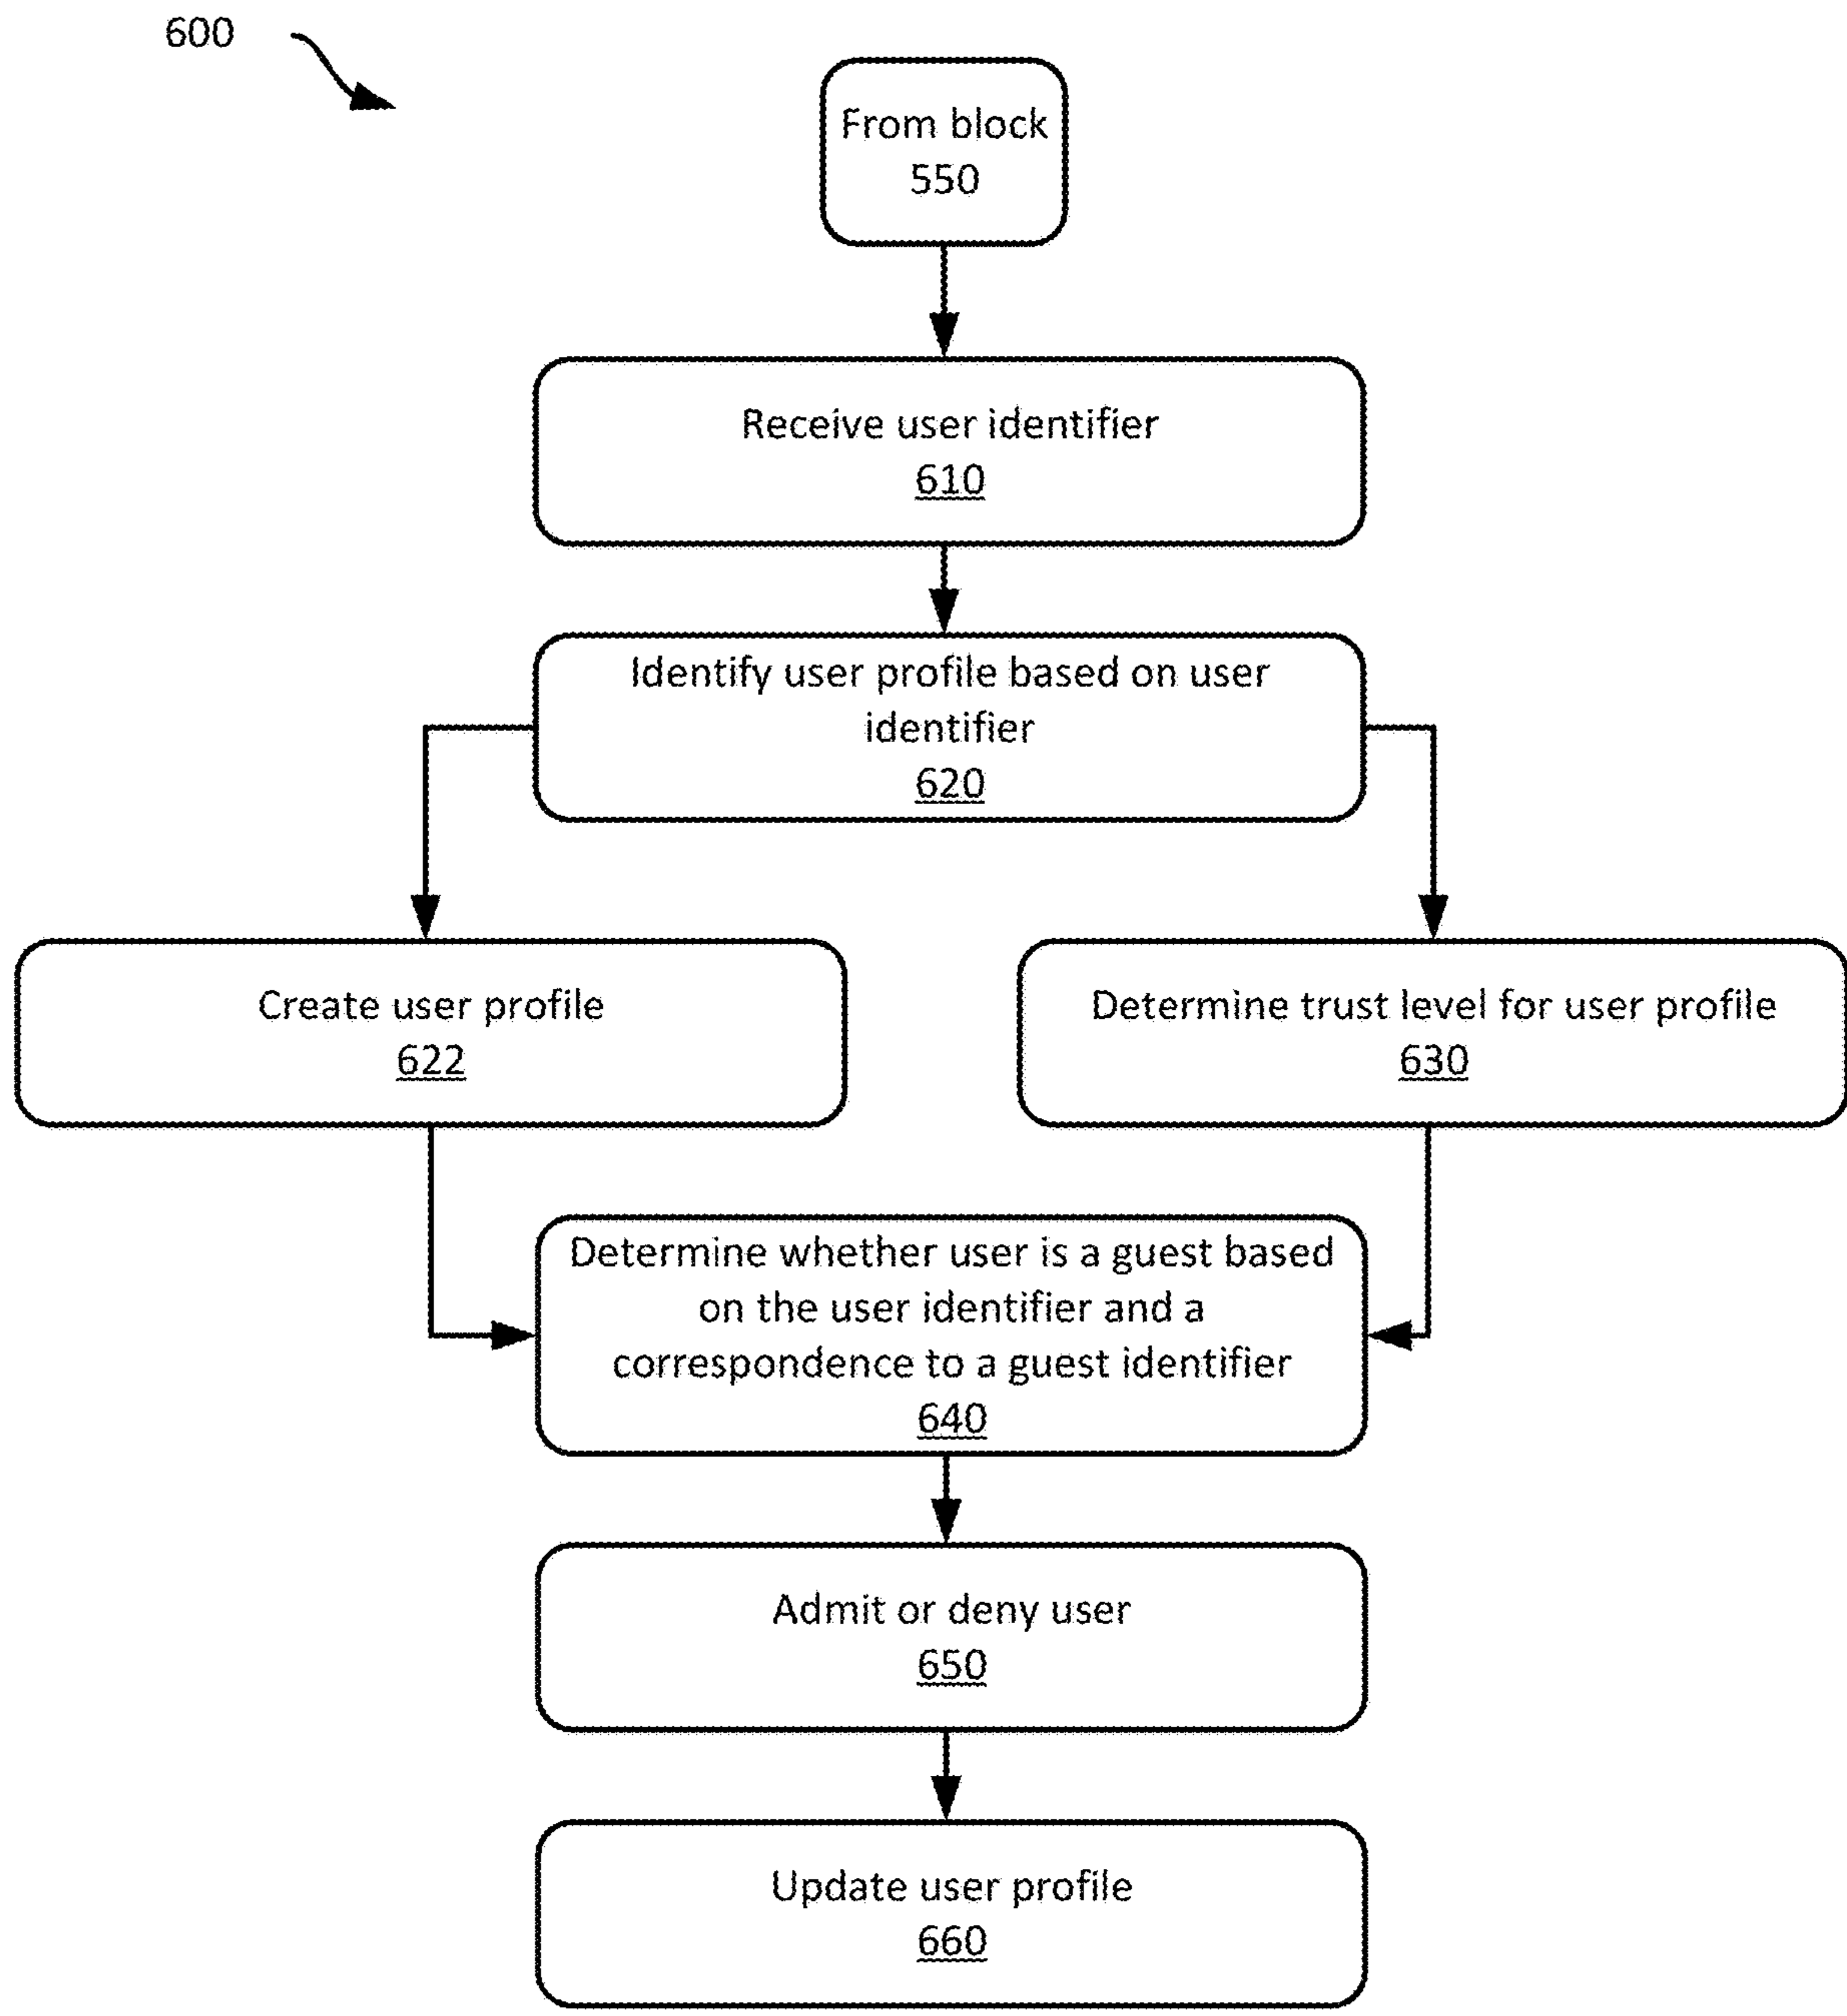 600
From block
550
Receive user identifier
610
Identify user profile based on user
identifier
620
Create user profile
622
Determine trust level for user profile
630
Determine whether user is a guest based
on the user identifier and a
correspondence to a guest identifier
640
Admit or deny user
650
Update user profile
660